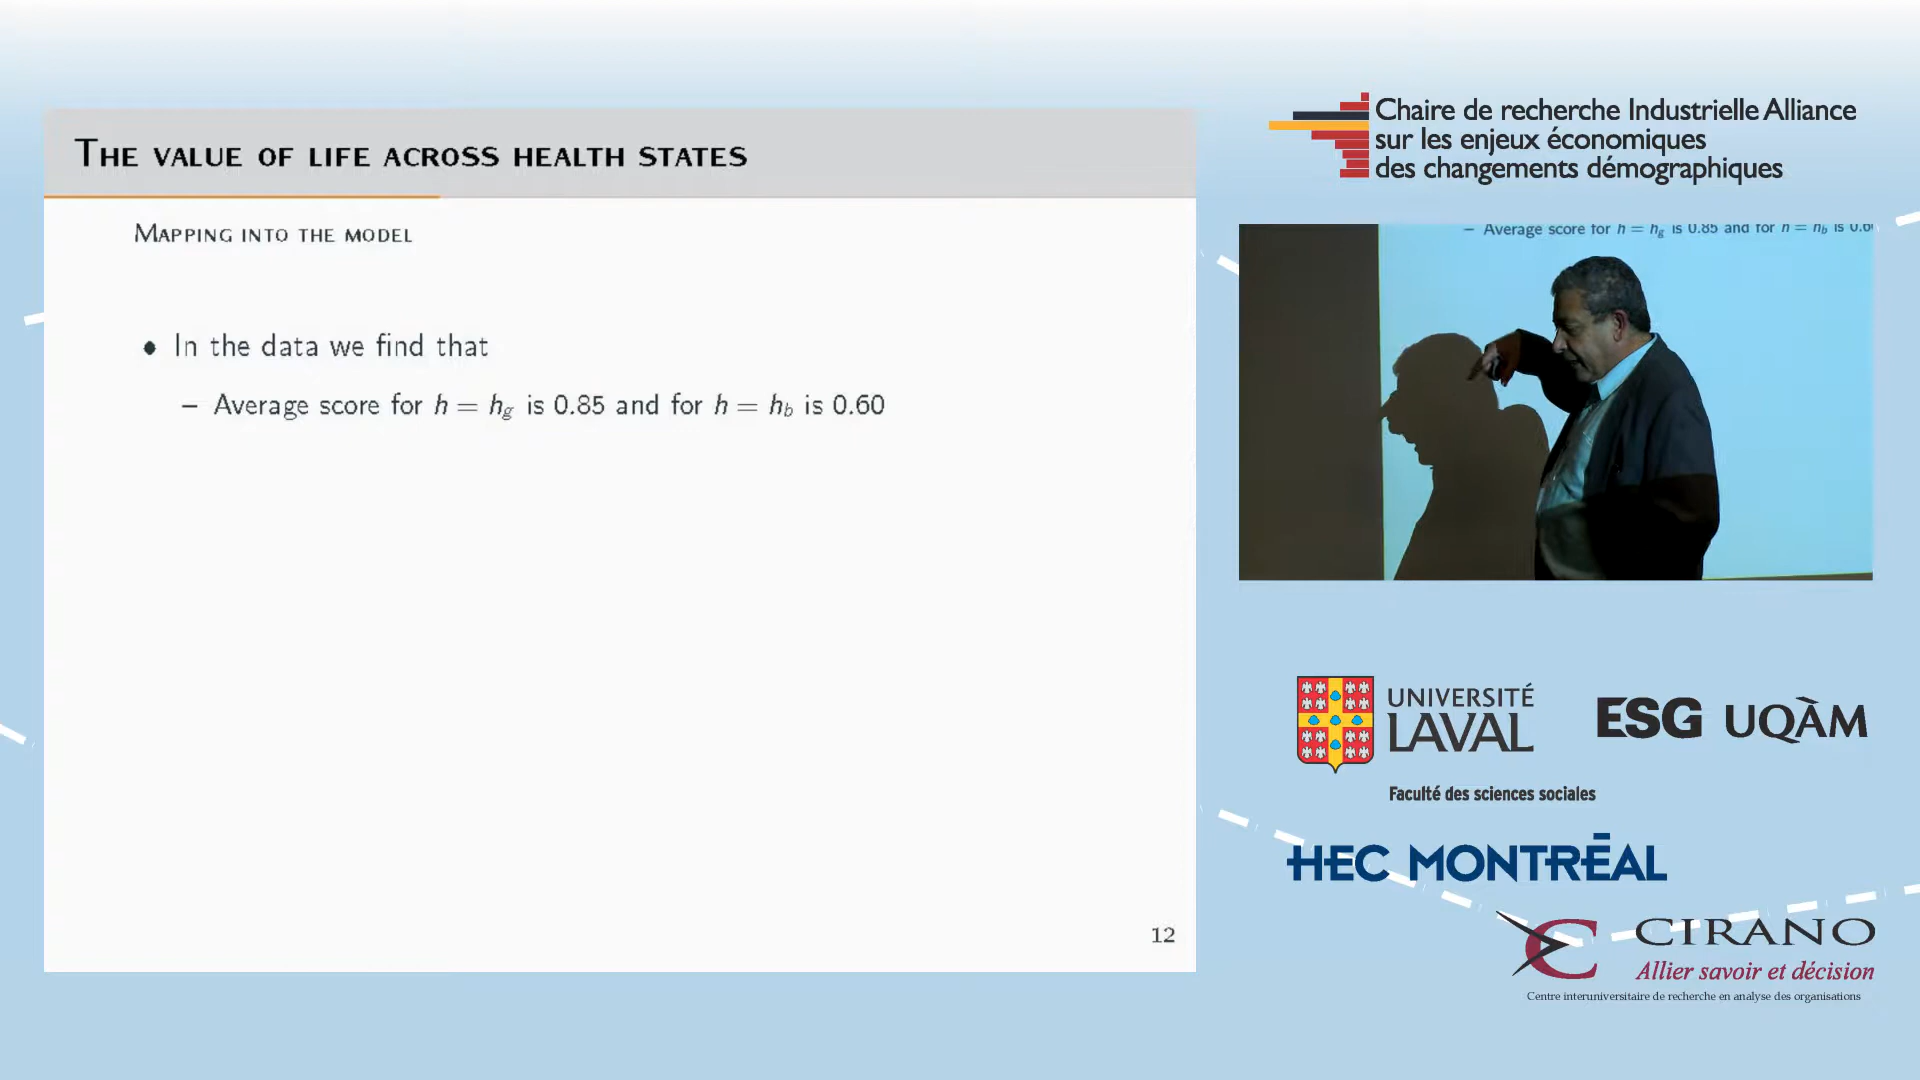 THE VALUE OF LIFE ACROSS HEALTH STATES
MAPPING INTO THE MODEL
• In the data we find that
– Average score for h = h_g is 0.85 and for h = h_b is 0.60
12
Chaire de recherche Industrielle Alliance
sur les enjeux économiques
des changements démographiques
– Average score for h = h_g is 0.85 and for h = h_b is 0.60
UNIVERSITÉ
LAVAL
Faculté des sciences sociales
ESG UQÀM
HEC MONTRÉAL
CIRANO
Allier savoir et décision
Centre interuniversitaire de recherche en analyse des organisations